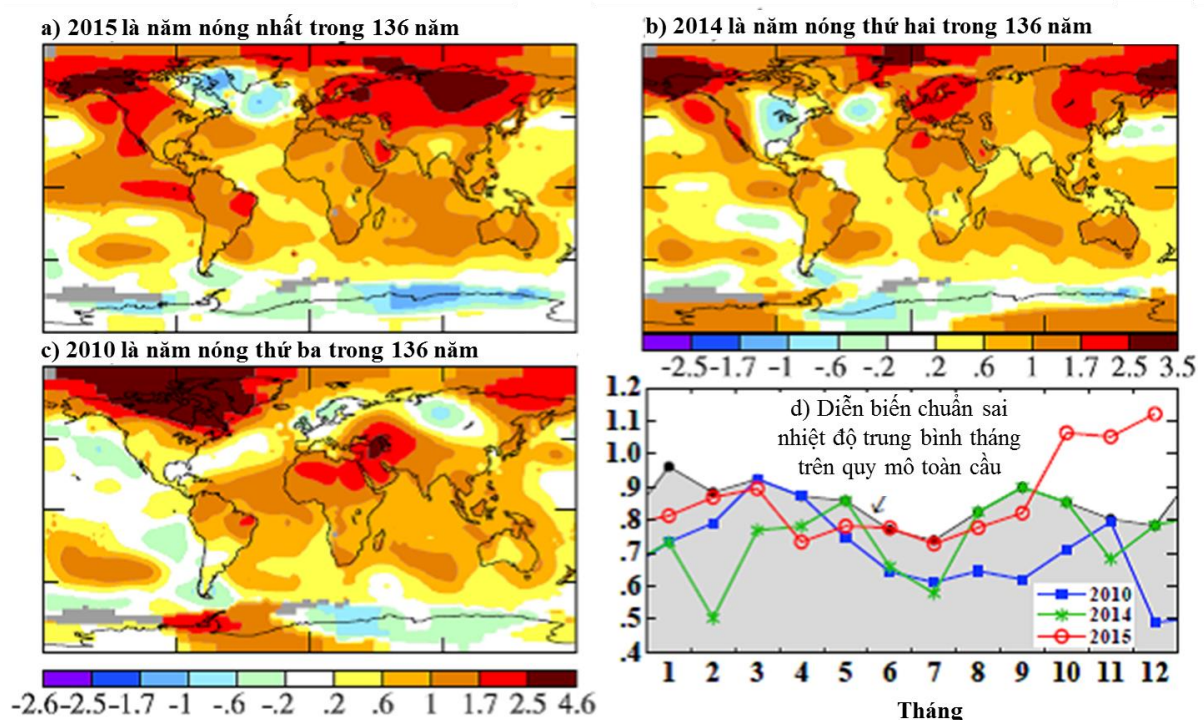 a) 2015 là năm nóng nhất trong 136 năm
b) 2014 là năm nóng thứ hai trong 136 năm
-2.5 -1.7 -1 -.6 -.2 .2 .6 1 1.7 2.5 3.5
c) 2010 là năm nóng thứ ba trong 136 năm
-2.6 -2.5 -1.7 -1 -.6 -.2 .2 .6 1 1.7 2.5 4.6
d) Diễn biến chuẩn sai
nhiệt độ trung bình tháng
trên quy mô toàn cầu
1.2
1.1
1.0
.9
.8
.7
.6
.5
.4
2010
2014
2015
1 2 3 4 5 6 7 8 9 10 11 12
Tháng